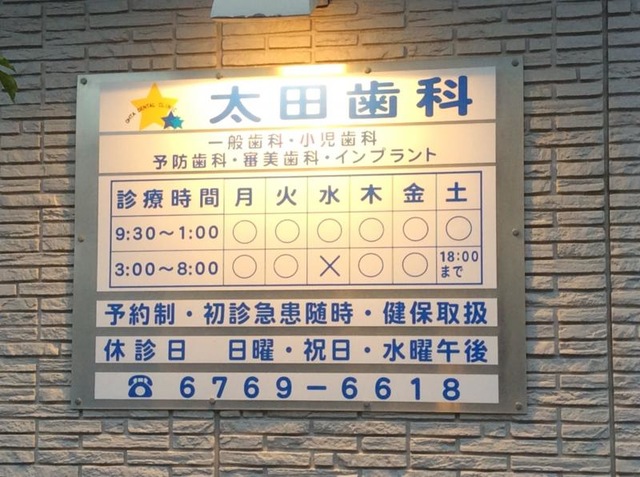 OHTA DENTAL CLINIC
太田歯科
一般歯科・小児歯科
予防歯科・審美歯科・インプラント
診療時間 月 火 水 木 金 土
9:30〜1:00 ○ ○ ○ ○ ○ ○
3:00〜8:00 ○ ○ × ○ ○ 18:00まで
予約制・初診急患随時・健保取扱
休診日 日曜・祝日・水曜午後
☎ 6769-6618